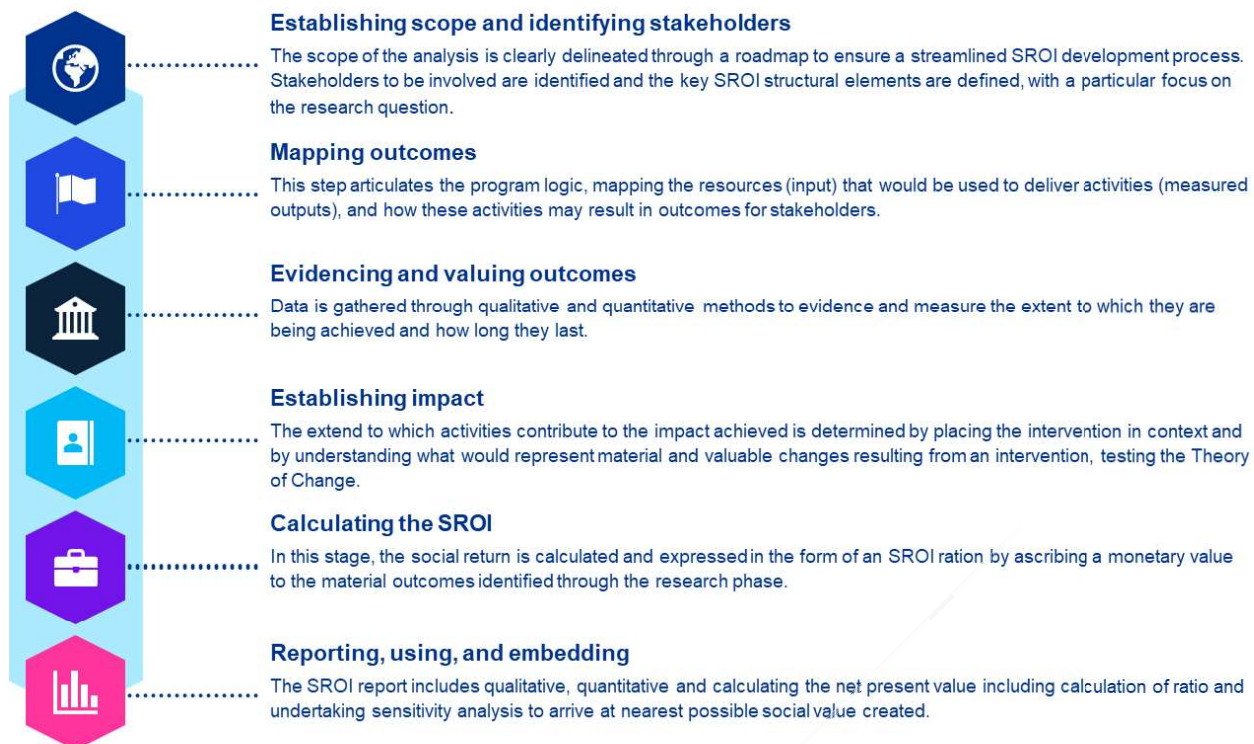 Establishing scope and identifying stakeholders
The scope of the analysis is clearly delineated through a roadmap to ensure a streamlined SROI development process.
Stakeholders to be involved are identified and the key SROI structural elements are defined, with a particular focus on
the research question.
Mapping outcomes
This step articulates the program logic, mapping the resources (input) that would be used to deliver activities (measured
outputs), and how these activities may result in outcomes for stakeholders.
Evidencing and valuing outcomes
Data is gathered through qualitative and quantitative methods to evidence and measure the extent to which they are
being achieved and how long they last.
Establishing impact
The extend to which activities contribute to the impact achieved is determined by placing the intervention in context and
by understanding what would represent material and valuable changes resulting from an intervention, testing the Theory
of Change.
Calculating the SROI
In this stage, the social return is calculated and expressed in the form of an SROI ration by ascribing a monetary value
to the material outcomes identified through the research phase.
Reporting, using, and embedding
The SROI report includes qualitative, quantitative and calculating the net present value including calculation of ratio and
undertaking sensitivity analysis to arrive at nearest possible social value created.